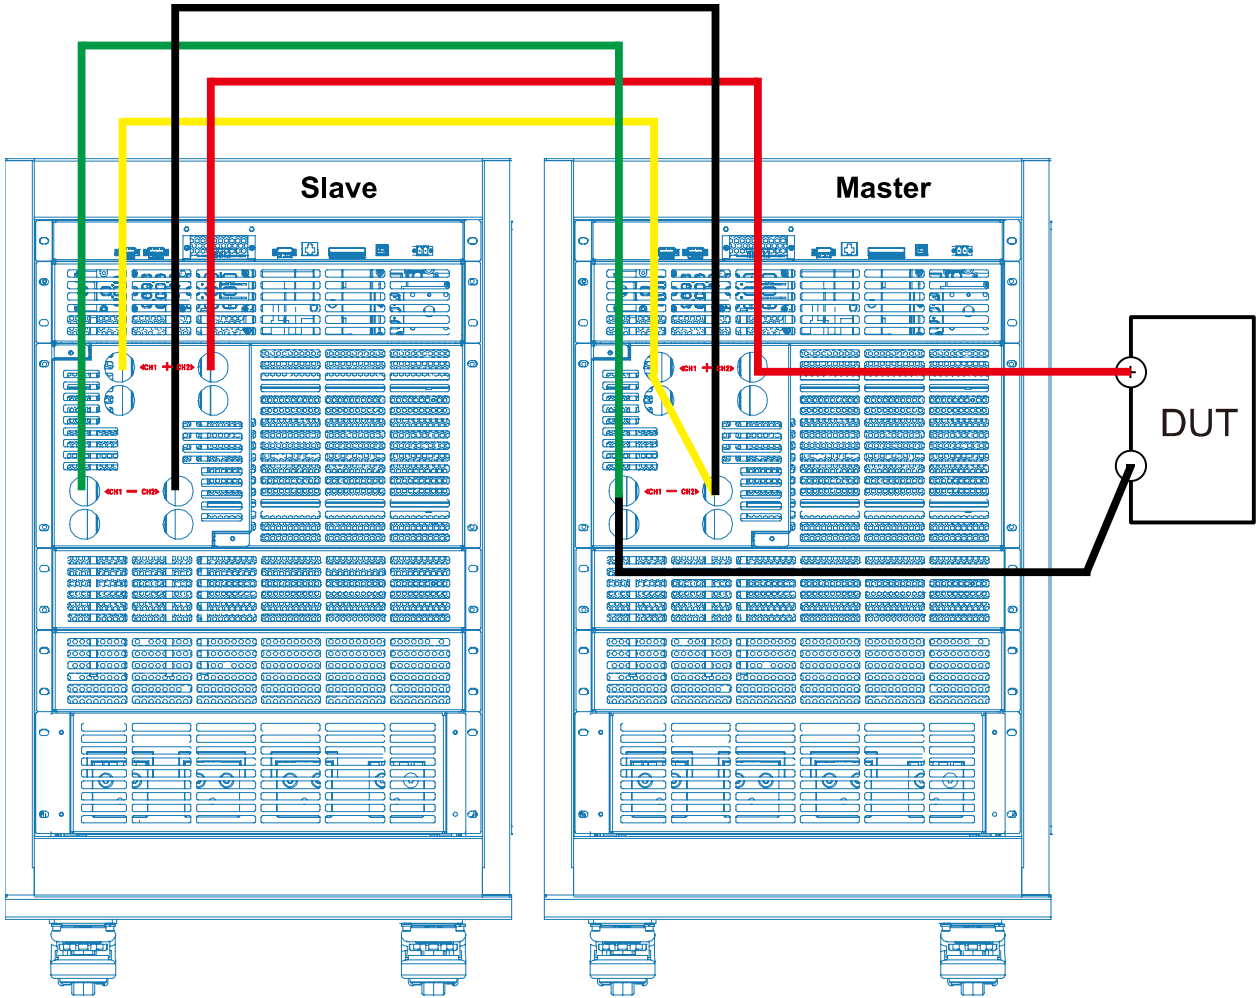 Slave
Master
◄CH1 + CH2►
◄CH1 + CH2►
DUT
◄CH1 — CH2►
◄CH1 — CH2►